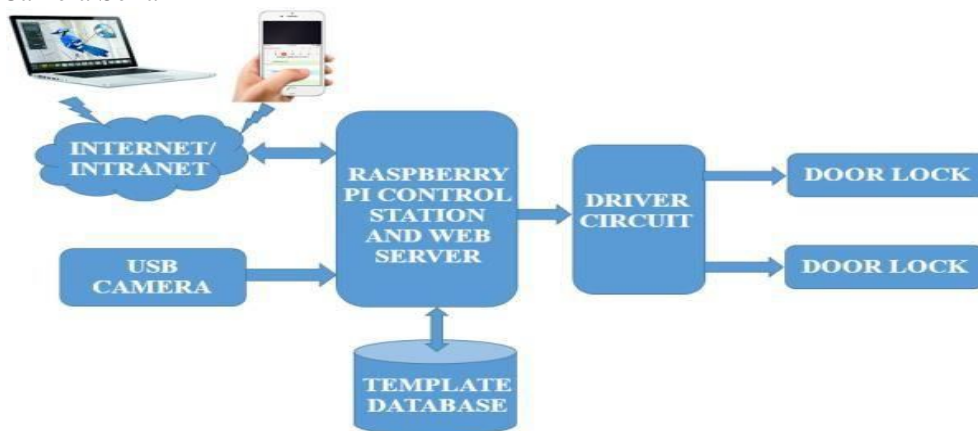 INTERNET/
INTRANET
RASPBERRY
PI CONTROL
STATION
AND WEB
SERVER
DRIVER
CIRCUIT
DOOR LOCK
DOOR LOCK
USB
CAMERA
TEMPLATE
DATABASE